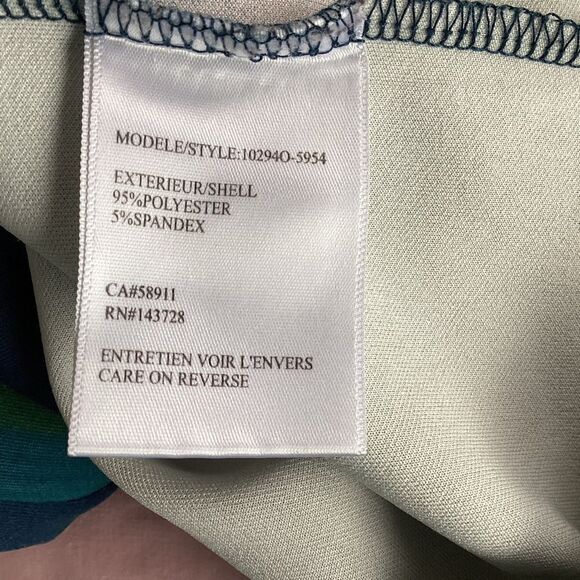 MODELE/STYLE:10294O-5954
EXTERIEUR/SHELL
95%POLYESTER
5%SPANDEX
CA#58911
RN#143728
ENTRETIEN VOIR L'ENVERS
CARE ON REVERSE